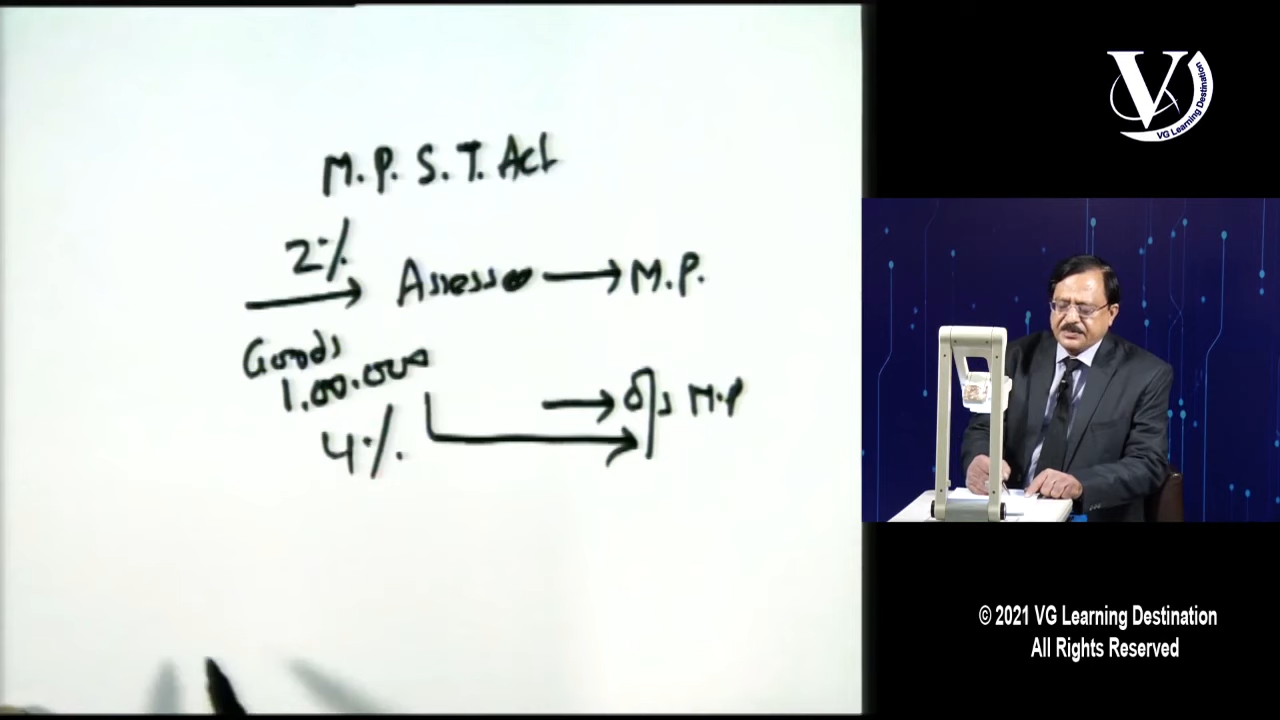 M.P. S.T. Act
2%
Assessee → M.P.
Goods
1,00,000
→ O/s M.P
4%
V
VG Learning Destination
© 2021 VG Learning Destination
All Rights Reserved